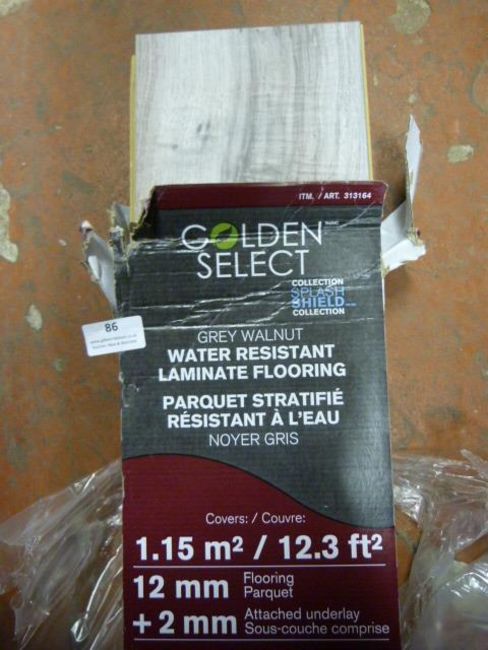 ITM. / ART. 313164
GOLDEN
SELECT
COLLECTION
SPLASH
SHIELD
COLLECTION
86
GREY WALNUT
WATER RESISTANT
LAMINATE FLOORING
PARQUET STRATIFIÉ
RÉSISTANT À L'EAU
NOYER GRIS
Covers: / Couvre:
1.15 m² / 12.3 ft²
12 mm Flooring
Parquet
+ 2 mm Attached underlay
Sous-couche comprise